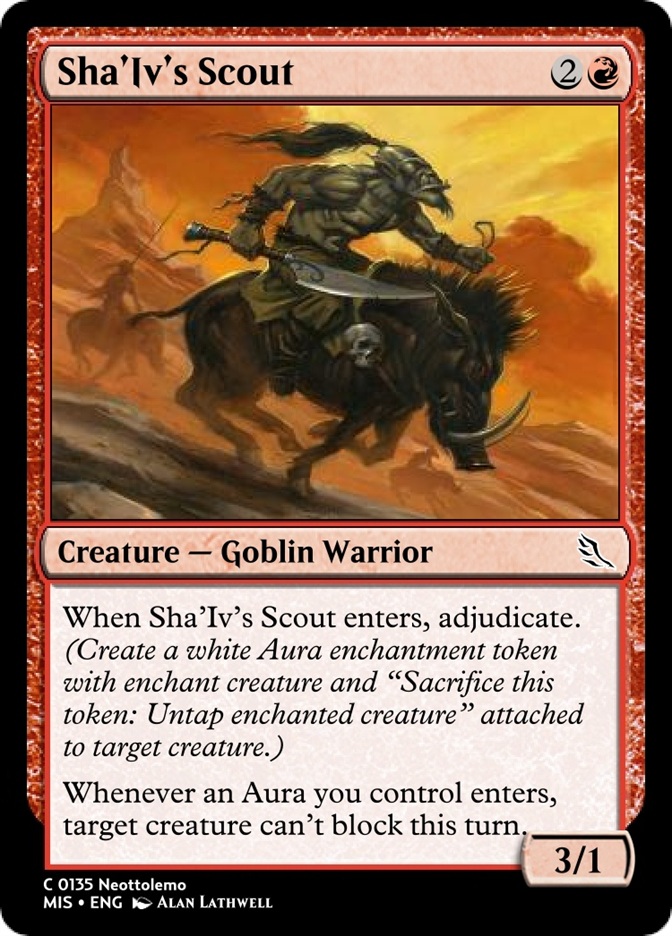 Sha'Iv's Scout 2
Creature — Goblin Warrior
When Sha'Iv's Scout enters, adjudicate.
(Create a white Aura enchantment token
with enchant creature and “Sacrifice this
token: Untap enchanted creature” attached
to target creature.)
Whenever an Aura you control enters,
target creature can't block this turn.
3/1
C 0135 Neottolemo
MIS • ENG Alan Lathwell